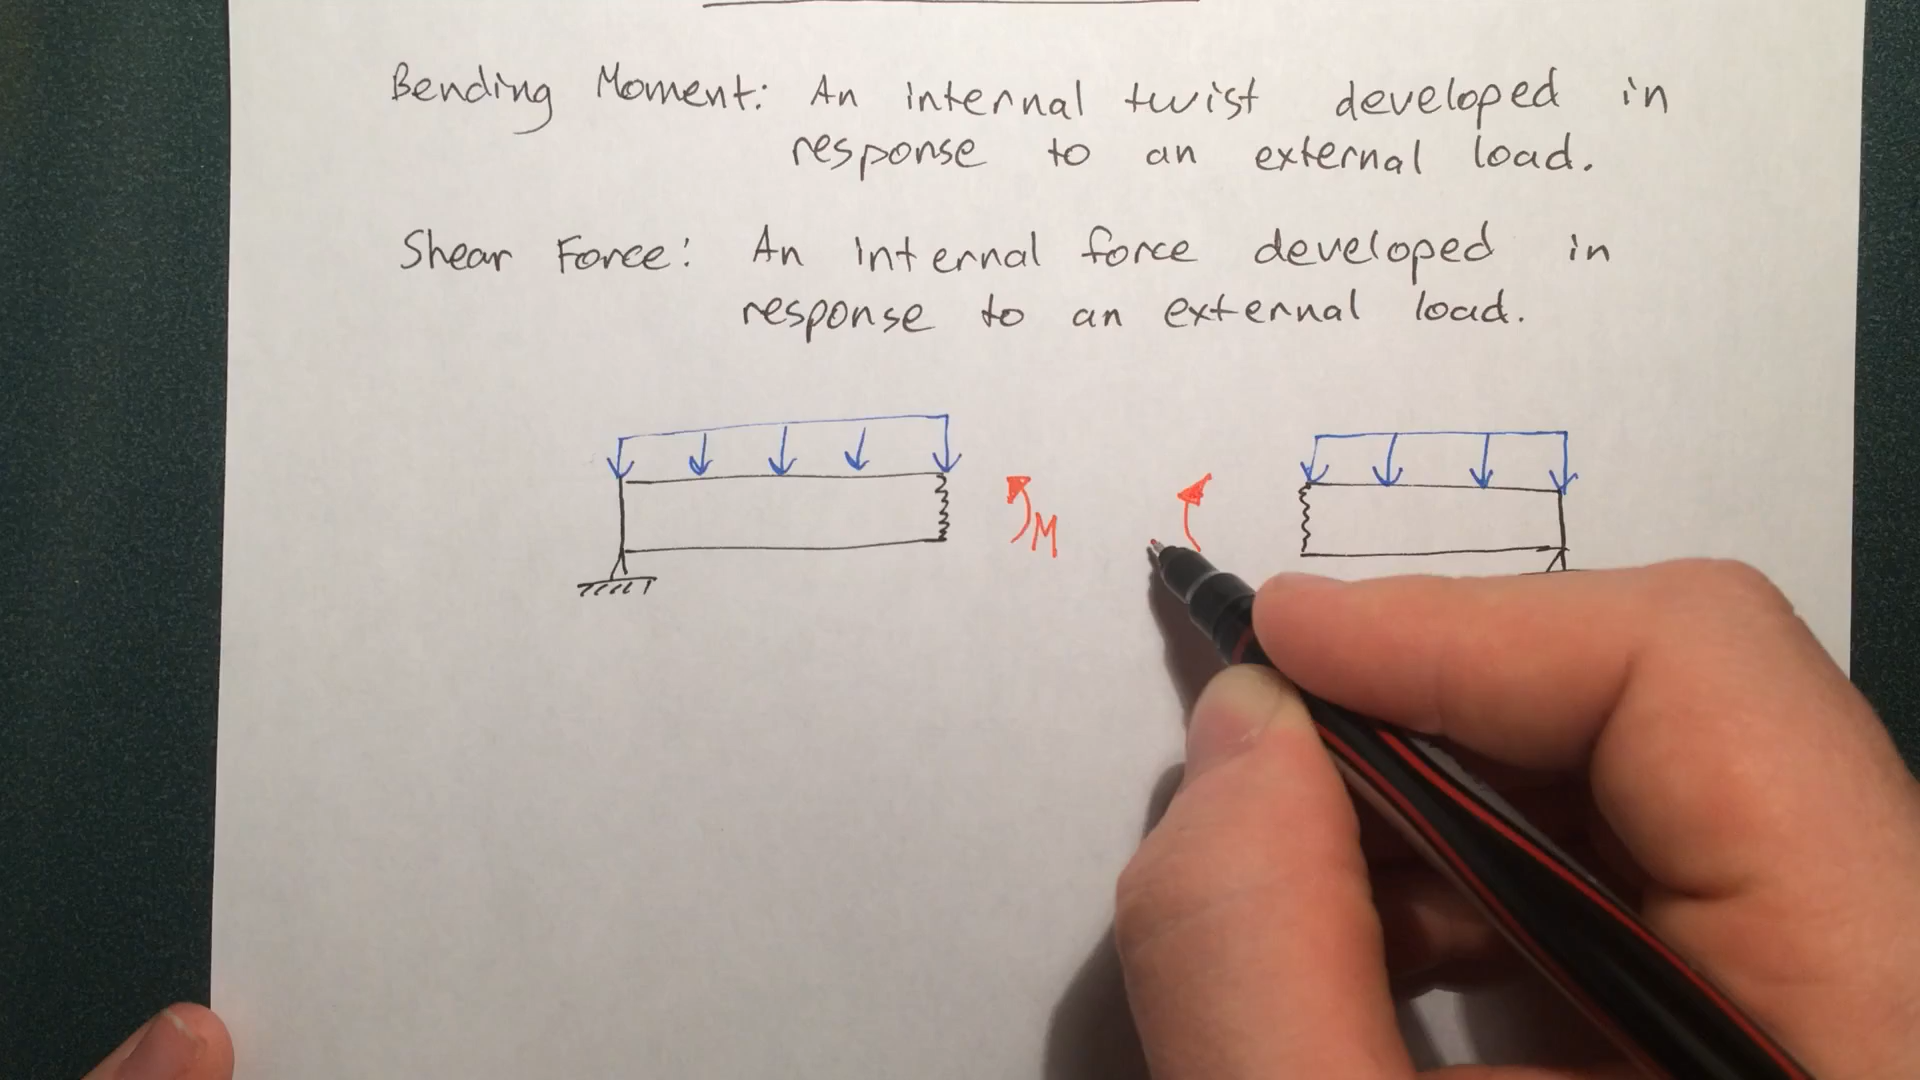 Bending Moment: An internal twist developed in
response to an external load.
Shear Force: An internal force developed in
response to an external load.
M